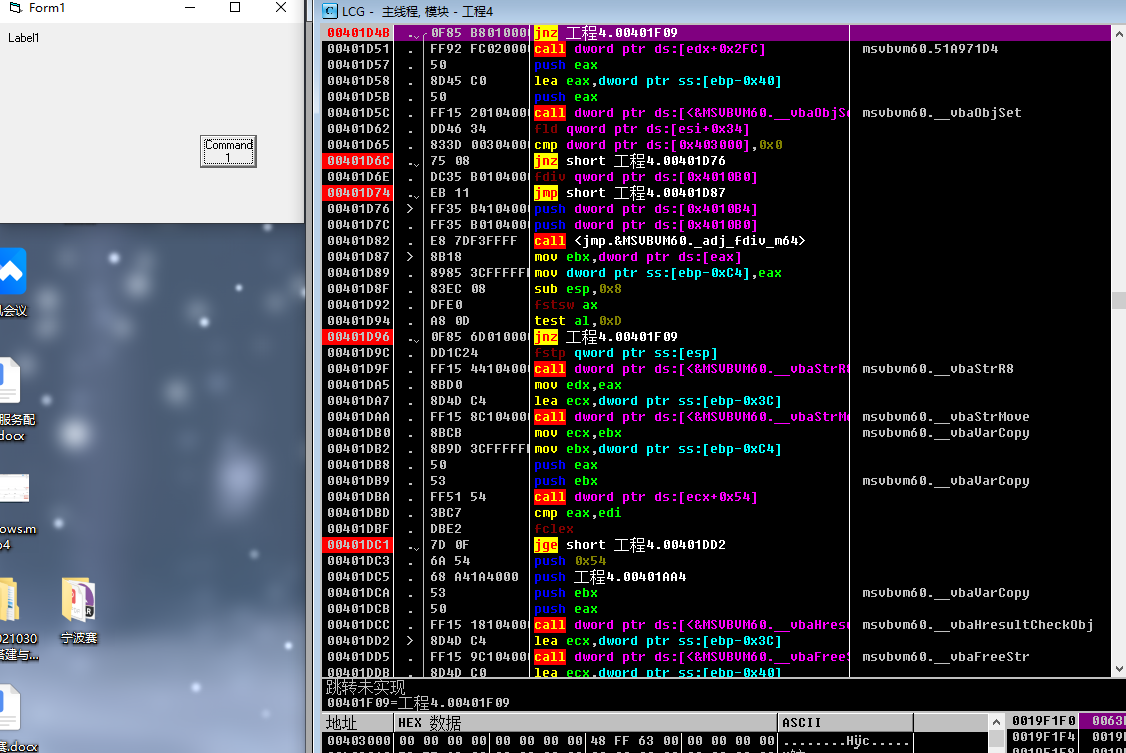 Form1
Label1
Command
1
会议
服务配
docx
ows.m
021030
宁波赛
搭建与...
赛.docx
LCG - 主线程, 模块 - 工程4
00401D4B 0F85 B8010000 jnz 工程4.00401F09
00401D51 . FF92 FC020000 call dword ptr ds:[edx+0x2FC] msvbvm60.51A971D4
00401D57 . 50 push eax
00401D58 . 8D45 C0 lea eax,dword ptr ss:[ebp-0x40]
00401D5B . 50 push eax
00401D5C . FF15 20104000 call dword ptr ds:[<&MSVBVM60.__vbaObjSe msvbvm60.__vbaObjSet
00401D62 . DD46 34 fld qword ptr ds:[esi+0x34]
00401D65 . 833D 00304000 cmp dword ptr ds:[0x403000],0x0
00401D6C 75 08 jnz short 工程4.00401D76
00401D6E . DC35 B0104000 fdiv qword ptr ds:[0x4010B0]
00401D74 EB 11 jmp short 工程4.00401D87
00401D76 > FF35 B4104000 push dword ptr ds:[0x4010B4]
00401D7C . FF35 B0104000 push dword ptr ds:[0x4010B0]
00401D82 . E8 7DF3FFFF call <jmp.&MSVBVM60._adj_fdiv_m64>
00401D87 > 8B18 mov ebx,dword ptr ds:[eax]
00401D89 . 8985 3CFFFFFF mov dword ptr ss:[ebp-0xC4],eax
00401D8F . 83EC 08 sub esp,0x8
00401D92 . DFE0 fstsw ax
00401D94 . A8 0D test al,0xD
00401D96 0F85 6D010000 jnz 工程4.00401F09
00401D9C . DD1C24 fstp qword ptr ss:[esp]
00401D9F . FF15 44104000 call dword ptr ds:[<&MSVBVM60.__vbaStrR8 msvbvm60.__vbaStrR8
00401DA5 . 8BD0 mov edx,eax
00401DA7 . 8D4D C4 lea ecx,dword ptr ss:[ebp-0x3C]
00401DAA . FF15 8C104000 call dword ptr ds:[<&MSVBVM60.__vbaStrMo msvbvm60.__vbaStrMove
00401DB0 . 8BCB mov ecx,ebx msvbvm60.__vbaVarCopy
00401DB2 . 8B9D 3CFFFFFF mov ebx,dword ptr ss:[ebp-0xC4]
00401DB8 . 50 push eax
00401DB9 . 53 push ebx msvbvm60.__vbaVarCopy
00401DBA . FF51 54 call dword ptr ds:[ecx+0x54]
00401DBD . 3BC7 cmp eax,edi
00401DBF . DBE2 fclex
00401DC1 7D 0F jge short 工程4.00401DD2
00401DC3 . 6A 54 push 0x54
00401DC5 . 68 A41A4000 push 工程4.00401AA4
00401DCA . 53 push ebx msvbvm60.__vbaVarCopy
00401DCB . 50 push eax
00401DCC . FF15 18104000 call dword ptr ds:[<&MSVBVM60.__vbaHresu msvbvm60.__vbaHresultCheckObj
00401DD2 > 8D4D C4 lea ecx,dword ptr ss:[ebp-0x3C]
00401DD5 . FF15 9C104000 call dword ptr ds:[<&MSVBVM60.__vbaFreeS msvbvm60.__vbaFreeStr
00401DDB . 8D4D C0 lea ecx,dword ptr ss:[ebp-0x40]
跳转未实现
00401F09=工程4.00401F09
地址 HEX 数据 ASCII
00403000 00 00 00 00 00 00 00 00 48 FF 63 00 00 00 00 00
0019F1F0 0063
0019F1F4 0019